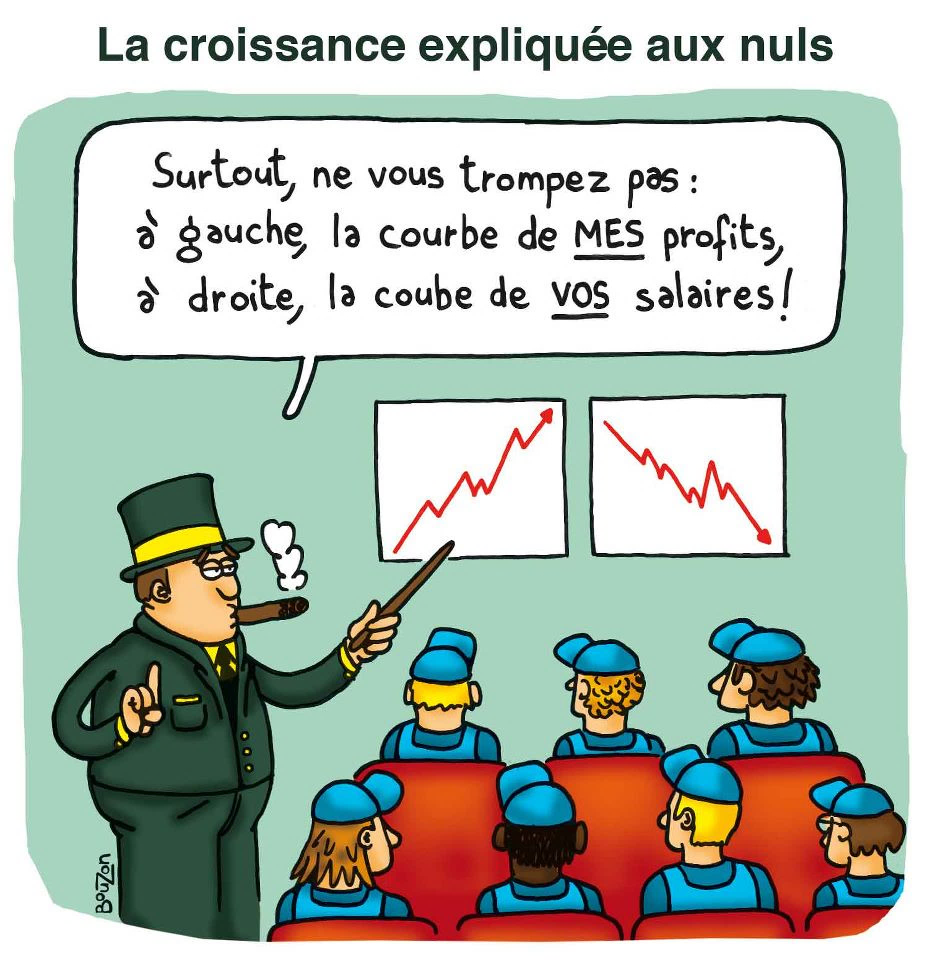 La croissance expliquée aux nuls
Surtout, ne vous trompez pas :
à gauche, la courbe de MES profits,
à droite, la coube de VOS salaires !
BouZon